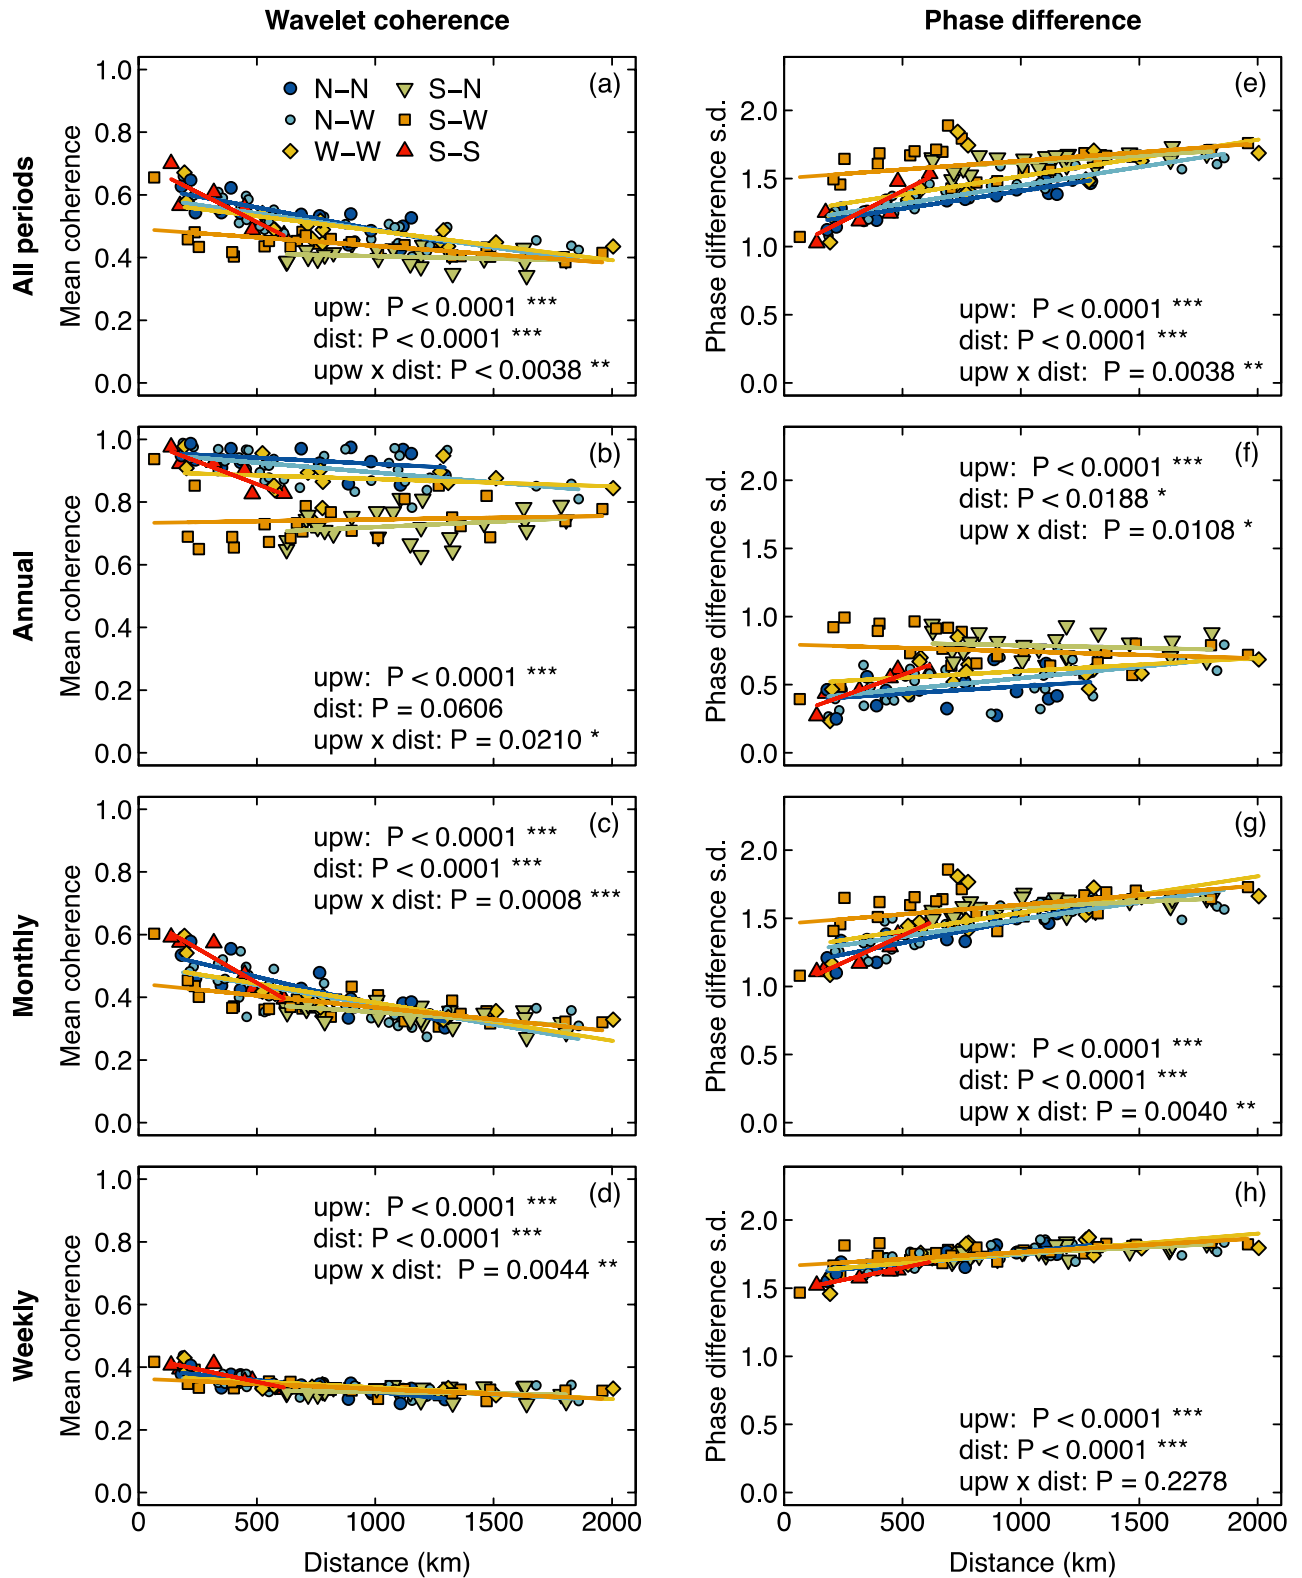 Wavelet coherence
Phase difference
All periods
Mean coherence
1.0
0.8
0.6
0.4
0.2
0.0
(a)
N–N
N–W
W–W
S–N
S–W
S–S
upw: P < 0.0001 ***
dist: P < 0.0001 ***
upw x dist: P < 0.0038 **
Phase difference s.d.
2.0
1.5
1.0
0.5
0.0
(e)
upw: P < 0.0001 ***
dist: P < 0.0001 ***
upw x dist: P = 0.0038 **
Annual
Mean coherence
1.0
0.8
0.6
0.4
0.2
0.0
(b)
upw: P < 0.0001 ***
dist: P = 0.0606
upw x dist: P = 0.0210 *
Phase difference s.d.
2.0
1.5
1.0
0.5
0.0
(f)
upw: P < 0.0001 ***
dist: P < 0.0188 *
upw x dist: P = 0.0108 *
Monthly
Mean coherence
1.0
0.8
0.6
0.4
0.2
0.0
(c)
upw: P < 0.0001 ***
dist: P < 0.0001 ***
upw x dist: P = 0.0008 ***
Phase difference s.d.
2.0
1.5
1.0
0.5
0.0
(g)
upw: P < 0.0001 ***
dist: P < 0.0001 ***
upw x dist: P = 0.0040 **
Weekly
Mean coherence
1.0
0.8
0.6
0.4
0.2
0.0
(d)
upw: P < 0.0001 ***
dist: P < 0.0001 ***
upw x dist: P = 0.0044 **
0 500 1000 1500 2000
Distance (km)
Phase difference s.d.
2.0
1.5
1.0
0.5
0.0
(h)
upw: P < 0.0001 ***
dist: P < 0.0001 ***
upw x dist: P = 0.2278
0 500 1000 1500 2000
Distance (km)